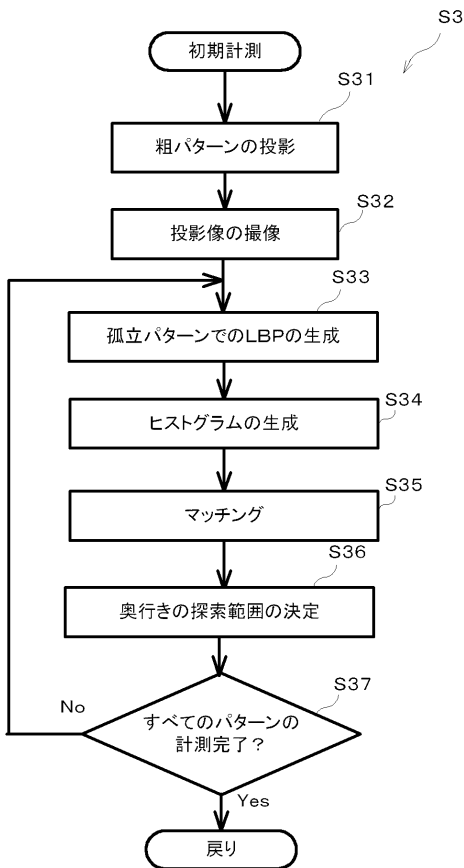 S3
初期計測
S31
粗パターンの投影
S32
投影像の撮像
S33
孤立パターンでのLBPの生成
S34
ヒストグラムの生成
S35
マッチング
S36
奥行きの探索範囲の決定
S37
No
すべてのパターンの
計測完了？
Yes
戻り